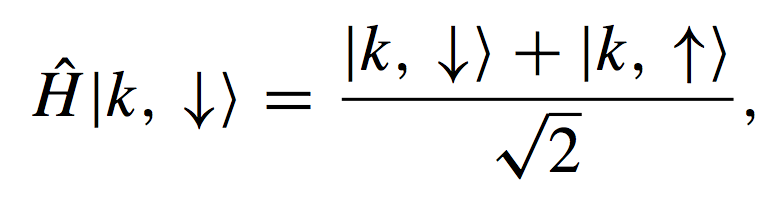 Ĥ|k, ↓⟩ = (|k, ↓⟩ + |k, ↑⟩)/√2,